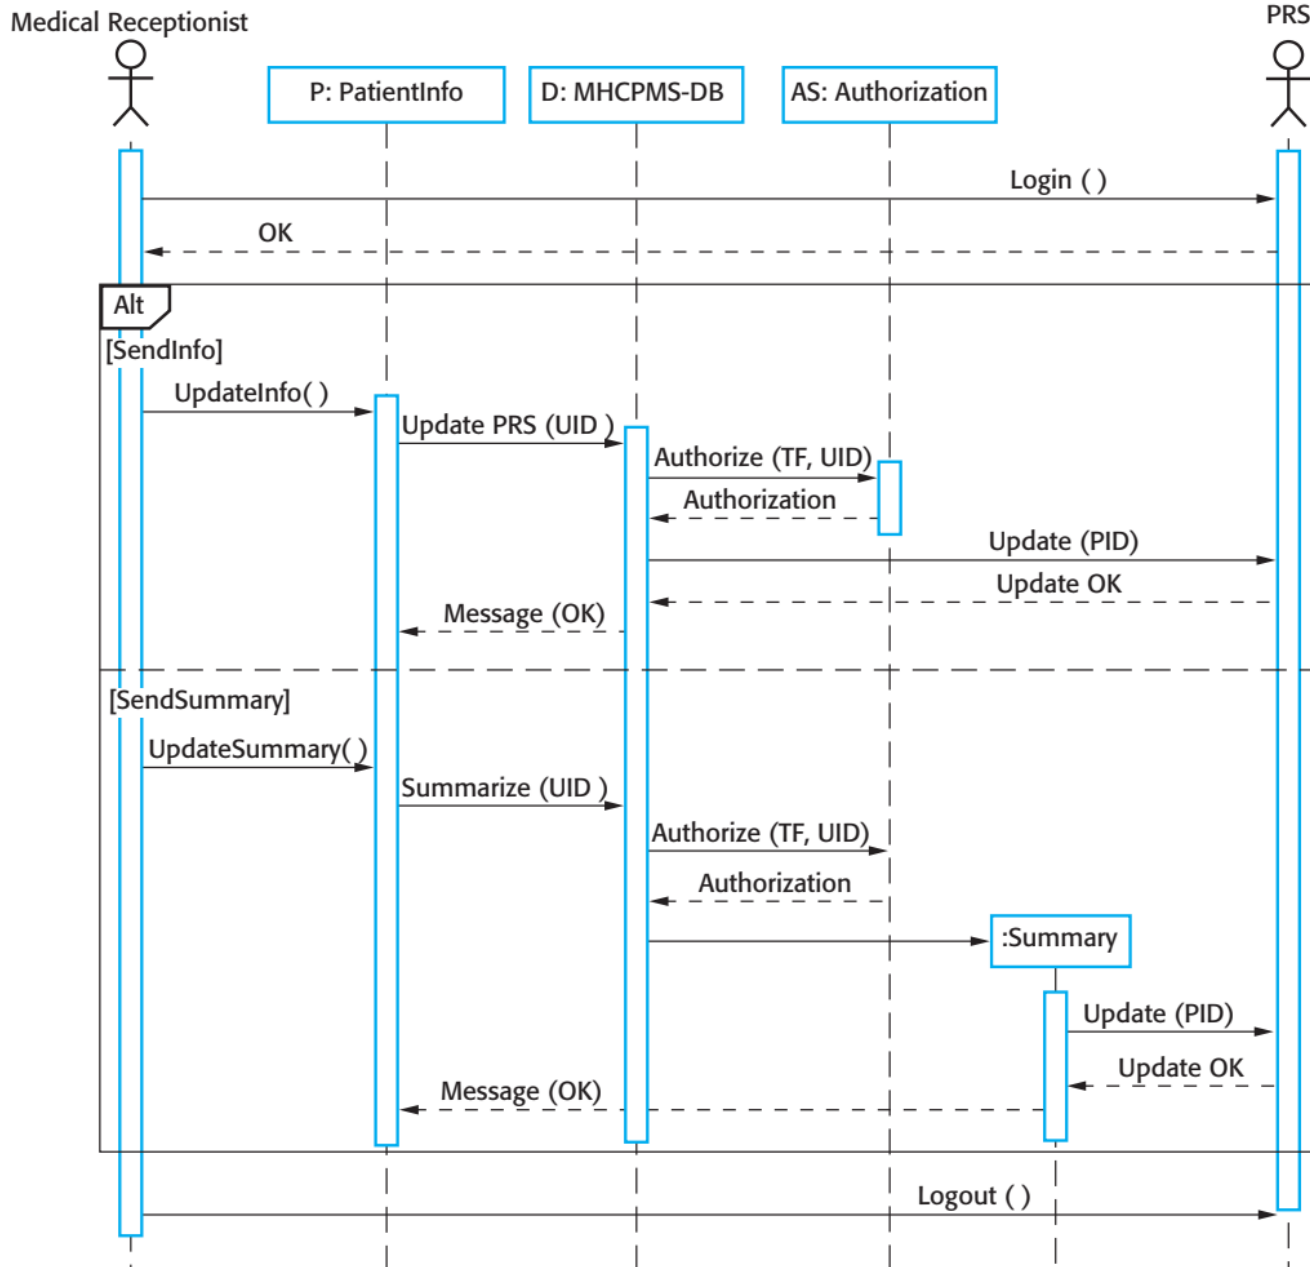 Medical Receptionist
PRS
P: PatientInfo
D: MHCPMS-DB
AS: Authorization
Login ( )
OK
Alt
[SendInfo]
UpdateInfo( )
Update PRS (UID )
Authorize (TF, UID)
Authorization
Update (PID)
Update OK
Message (OK)
[SendSummary]
UpdateSummary( )
Summarize (UID )
Authorize (TF, UID)
Authorization
:Summary
Update (PID)
Update OK
Message (OK)
Logout ( )